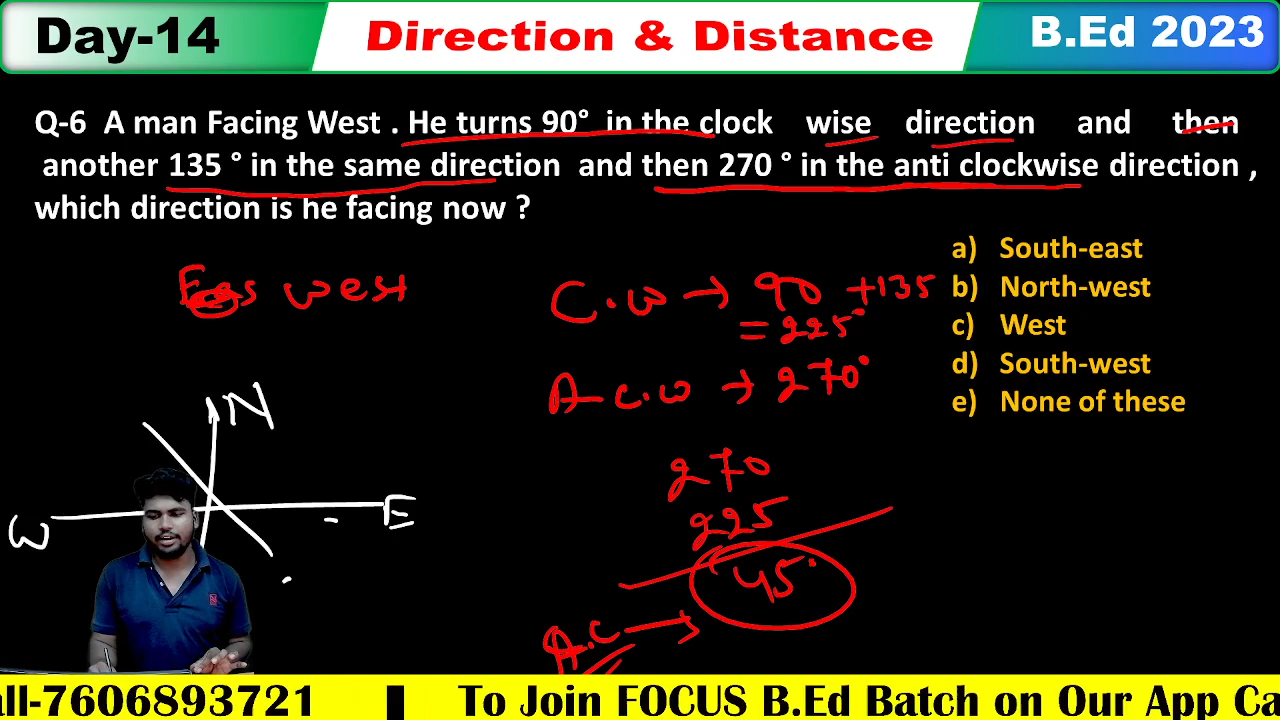 Day-14
Direction & Distance
B.Ed 2023
Q-6 A man Facing West . He turns 90° in the clock wise direction and then
another 135 ° in the same direction and then 270 ° in the anti clockwise direction ,
which direction is he facing now ?
a) South-east
b) North-west
c) West
d) South-west
e) None of these
west
C.W → 90 +135
= 225°
A C.W → 270°
270
225
45°
A.C →
N
W
E
all-7606893721 To Join FOCUS B.Ed Batch on Our App Ca